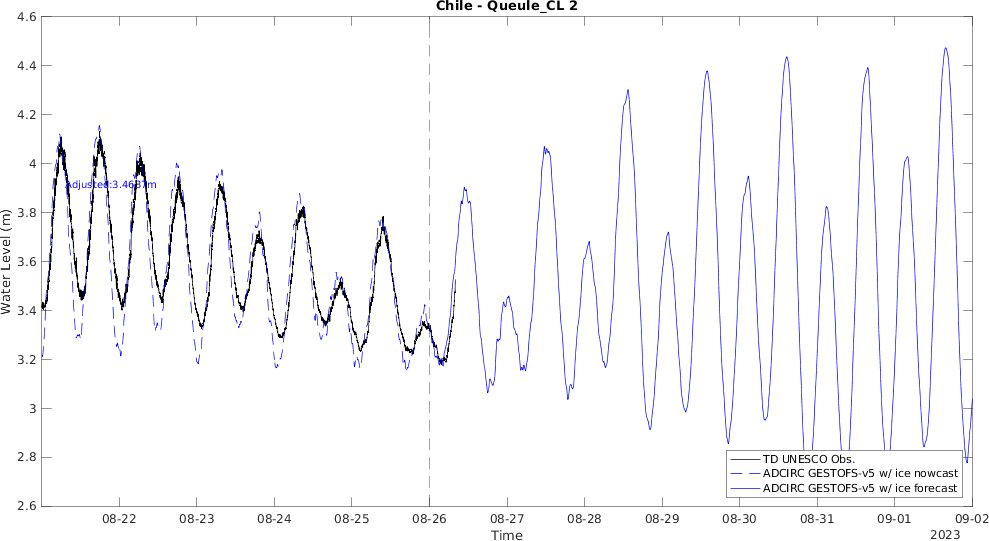 Chile - Queule_CL 2
4.6
4.4
4.2
4
3.8
3.6
3.4
3.2
3
2.8
2.6
Water Level (m)
Adjusted:3.4637m
TD UNESCO Obs.
ADCIRC GESTOFS-v5 w/ ice nowcast
ADCIRC GESTOFS-v5 w/ ice forecast
08-22 08-23 08-24 08-25 08-26 08-27 08-28 08-29 08-30 08-31 09-01 09-02
Time
2023